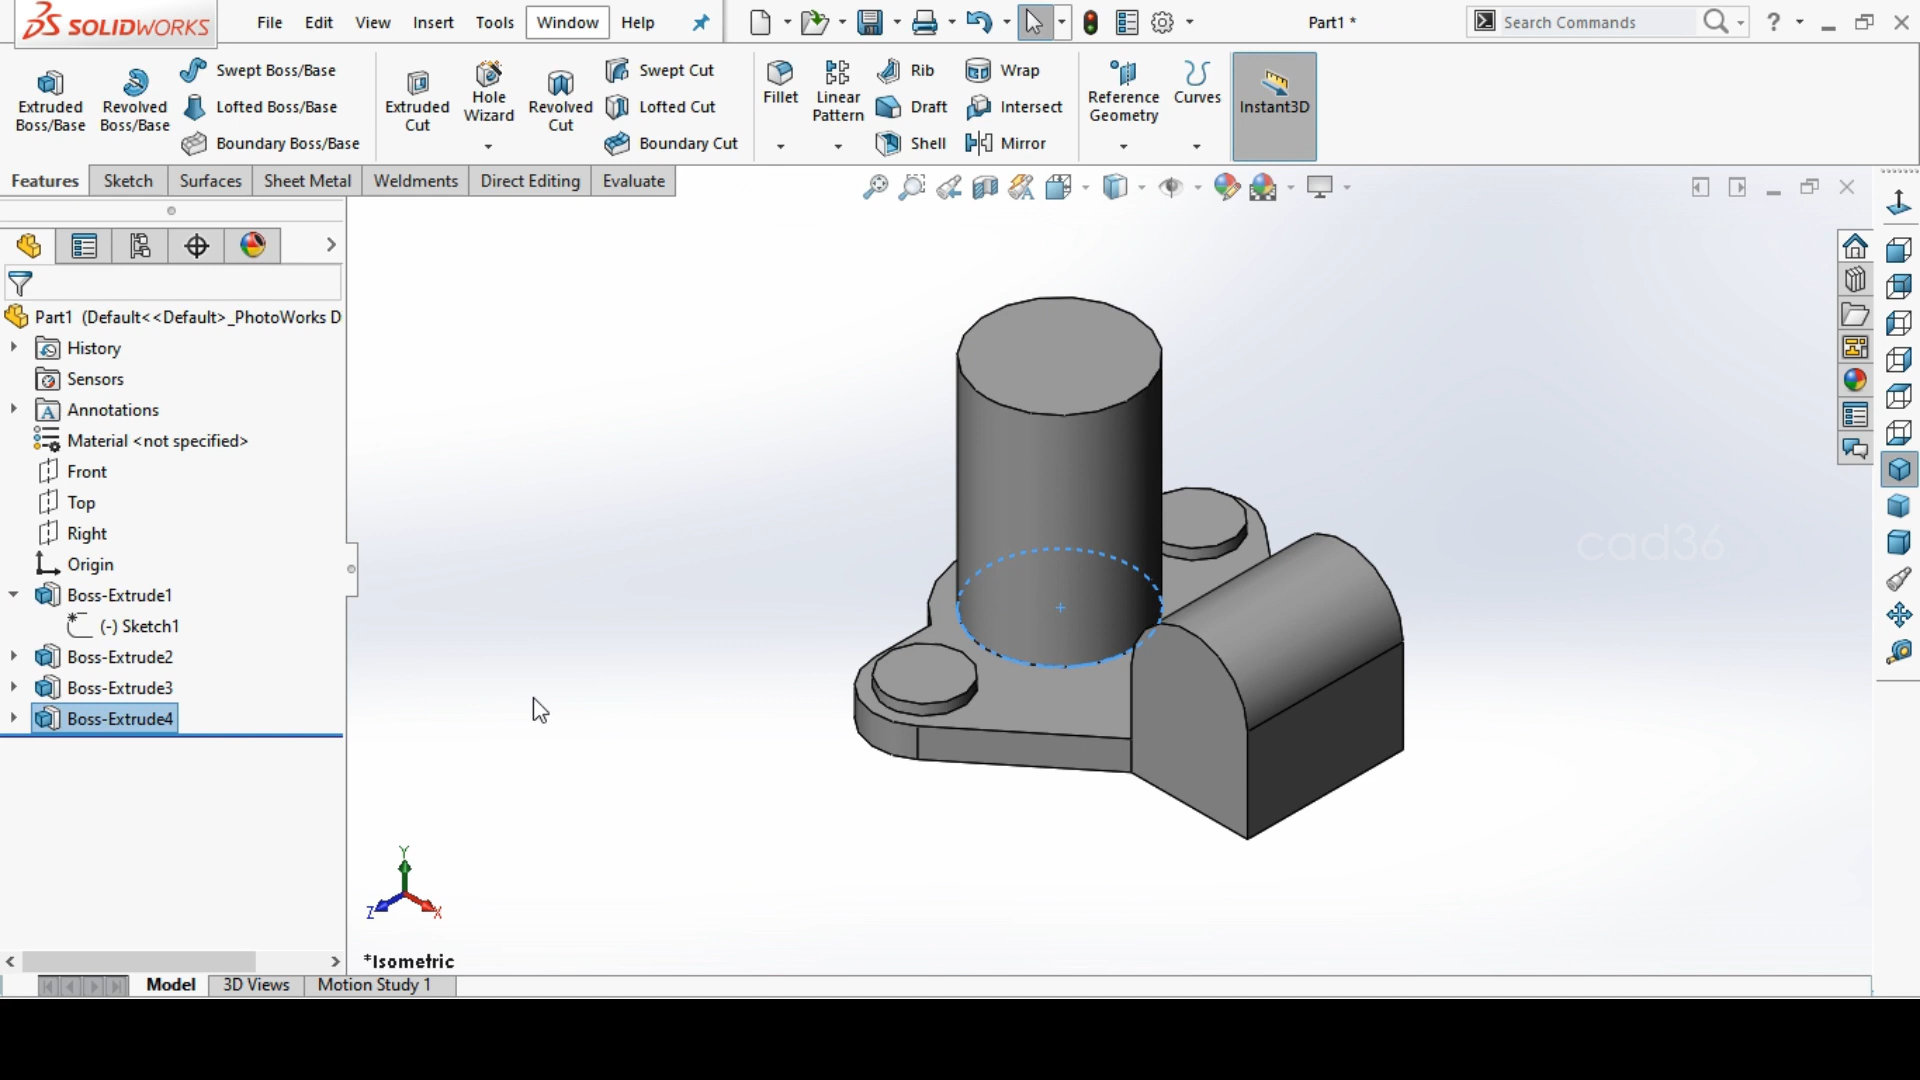 SOLIDWORKS File Edit View Insert Tools Window Help Part1 * Search Commands ?
Extruded Boss/Base
Revolved Boss/Base
Swept Boss/Base
Lofted Boss/Base
Boundary Boss/Base
Extruded Cut
Hole Wizard
Revolved Cut
Swept Cut
Lofted Cut
Boundary Cut
Fillet
Linear Pattern
Rib
Draft
Shell
Wrap
Intersect
Mirror
Reference Geometry
Curves
Instant3D
Features Sketch Surfaces Sheet Metal Weldments Direct Editing Evaluate
Part1 (Default<<Default>_PhotoWorks D
History
Sensors
Annotations
Material <not specified>
Front
Top
Right
Origin
Boss-Extrude1
(-) Sketch1
Boss-Extrude2
Boss-Extrude3
Boss-Extrude4
cad36
Y
Z
X
*Isometric
Model 3D Views Motion Study 1